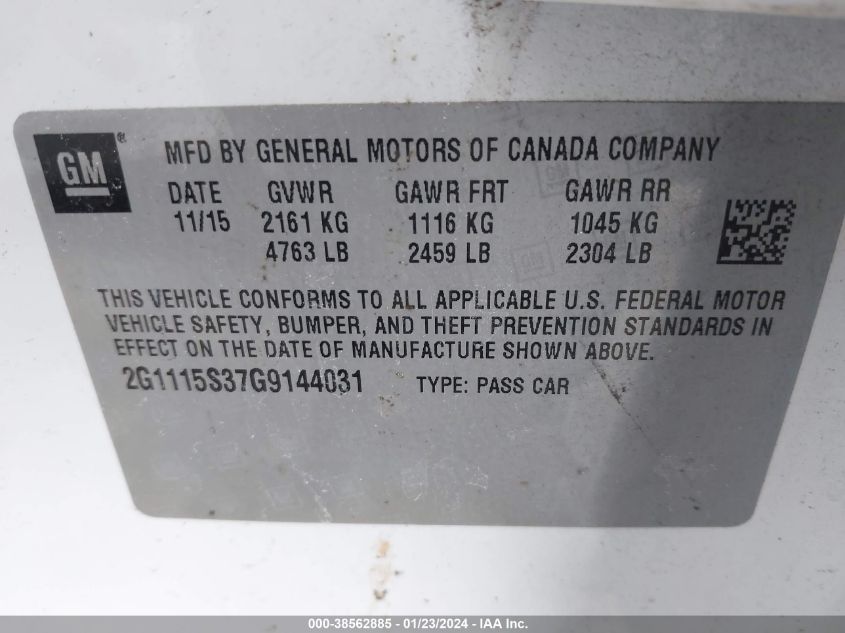 GM®
MFD BY GENERAL MOTORS OF CANADA COMPANY
DATE GVWR GAWR FRT GAWR RR
11/15 2161 KG 1116 KG 1045 KG
4763 LB 2459 LB 2304 LB
THIS VEHICLE CONFORMS TO ALL APPLICABLE U.S. FEDERAL MOTOR
VEHICLE SAFETY, BUMPER, AND THEFT PREVENTION STANDARDS IN
EFFECT ON THE DATE OF MANUFACTURE SHOWN ABOVE.
2G1115S37G9144031 TYPE: PASS CAR
000-38562885 - 01/23/2024 - IAA Inc.